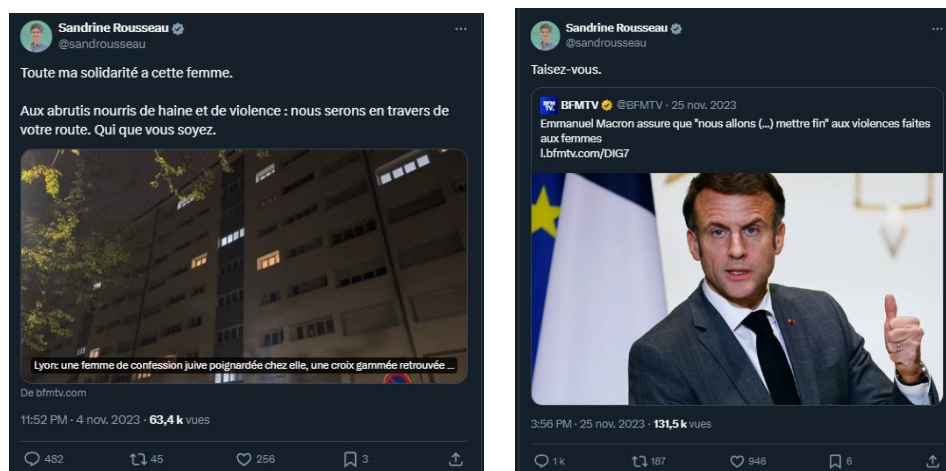 Sandrine Rousseau
@sandrousseau
Toute ma solidarité a cette femme.
Aux abrutis nourris de haine et de violence : nous serons en travers de
votre route. Qui que vous soyez.
Lyon: une femme de confession juive poignardée chez elle, une croix gammée retrouvée ...
De bfmtv.com
11:52 PM · 4 nov. 2023 · 63,4 k vues
482 45 256 3
Sandrine Rousseau
@sandrousseau
Taisez-vous.
BFM TV. BFMTV @BFMTV · 25 nov. 2023
Emmanuel Macron assure que "nous allons (...) mettre fin" aux violences faites
aux femmes
l.bfmtv.com/DIG7
3:56 PM · 25 nov. 2023 · 131,5 k vues
1 k 187 946 6